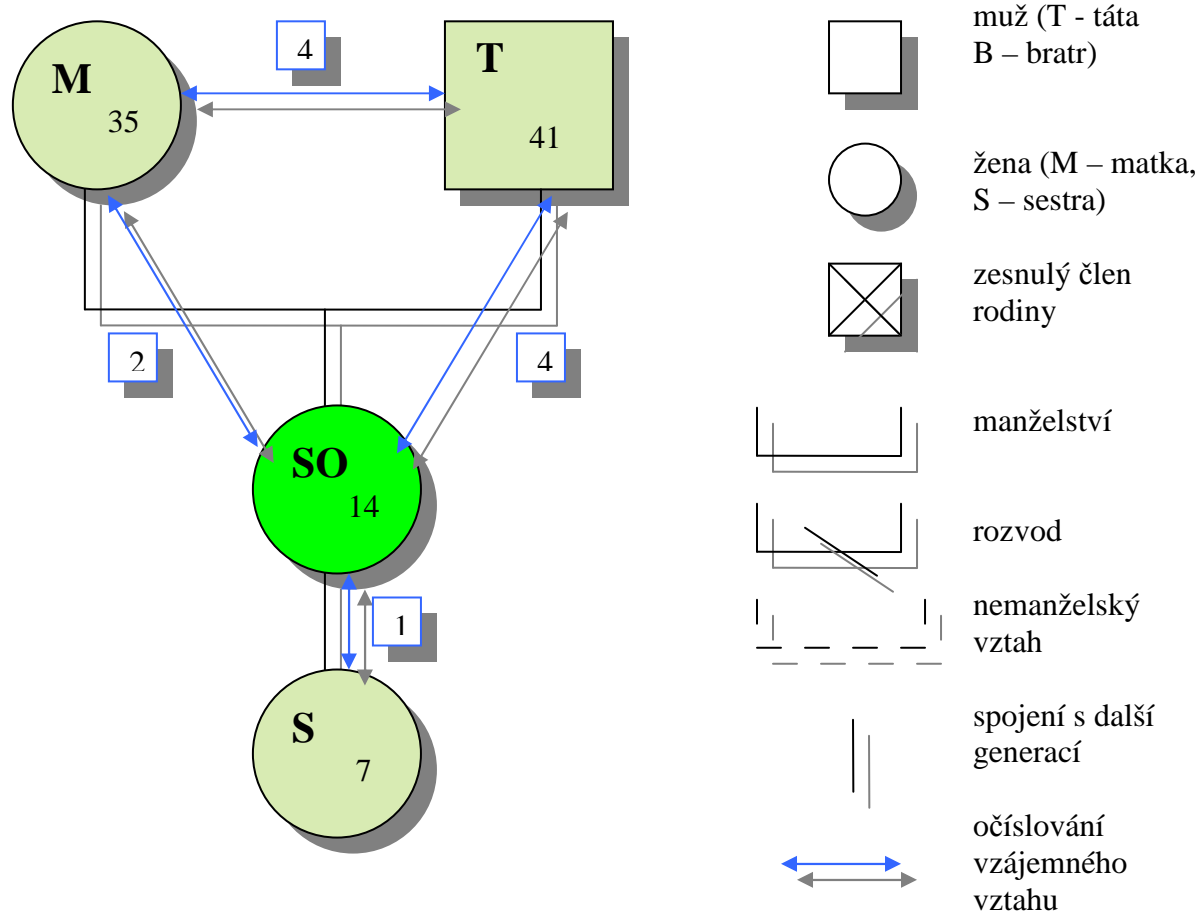 M
35
4
T
41
2
4
SO
14
1
S
7
muž (T - táta
B – bratr)
žena (M – matka,
S – sestra)
zesnulý člen
rodiny
manželství
rozvod
nemanželský
vztah
spojení s další
generací
očíslování
vzájemného
vztahu